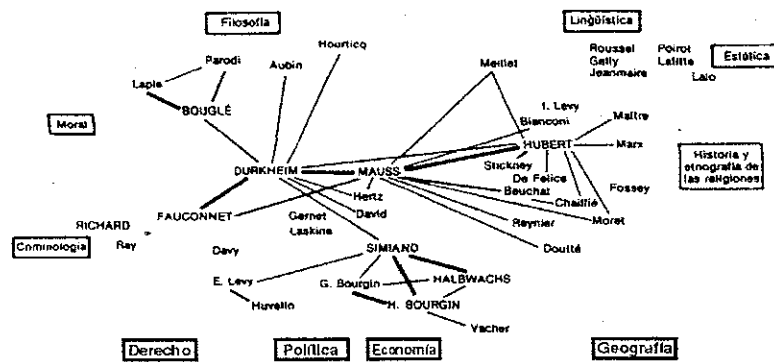 Filosofía
Lingüística
Hourticq
Roussel
Poirot
Estética
Parodi
Aubin
Meillet
Gelly
Lafitte
Jeanmaire
Lalo
Lapie
BOUGLÉ
I. Lévy
Bianconi
Maître
Moral
HUBERT
Marx
Historia y
etnografía de
las religiones
DURKHEIM
MAUSS
Stickney
De Felice
Hertz
Beuchat
Fossey
Chaillié
FAUCONNET
Gernet
David
Reynier
Moret
RICHARD
Laskine
Ray
Criminología
Davy
SIMIAND
Doutté
E. Lévy
G. Bourgin
HALBWACHS
Huvelin
H. BOURGIN
Vacher
Derecho
Política
Economía
Geografía